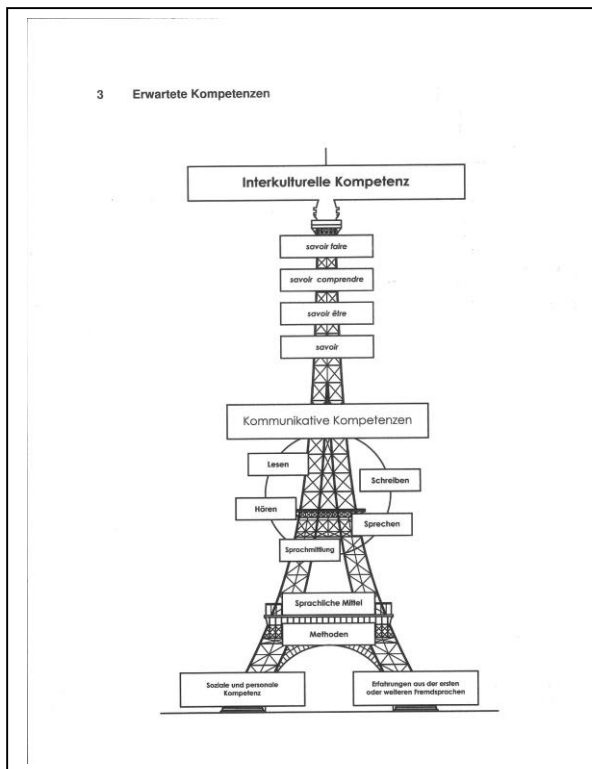 3 Erwartete Kompetenzen
Interkulturelle Kompetenz
savoir faire
savoir comprendre
savoir être
savoir
Kommunikative Kompetenzen
Lesen
Schreiben
Hören
Sprechen
Sprachmittlung
Sprachliche Mittel
Methoden
Soziale und personale
Kompetenz
Erfahrungen aus der ersten
oder weiteren Fremdsprachen